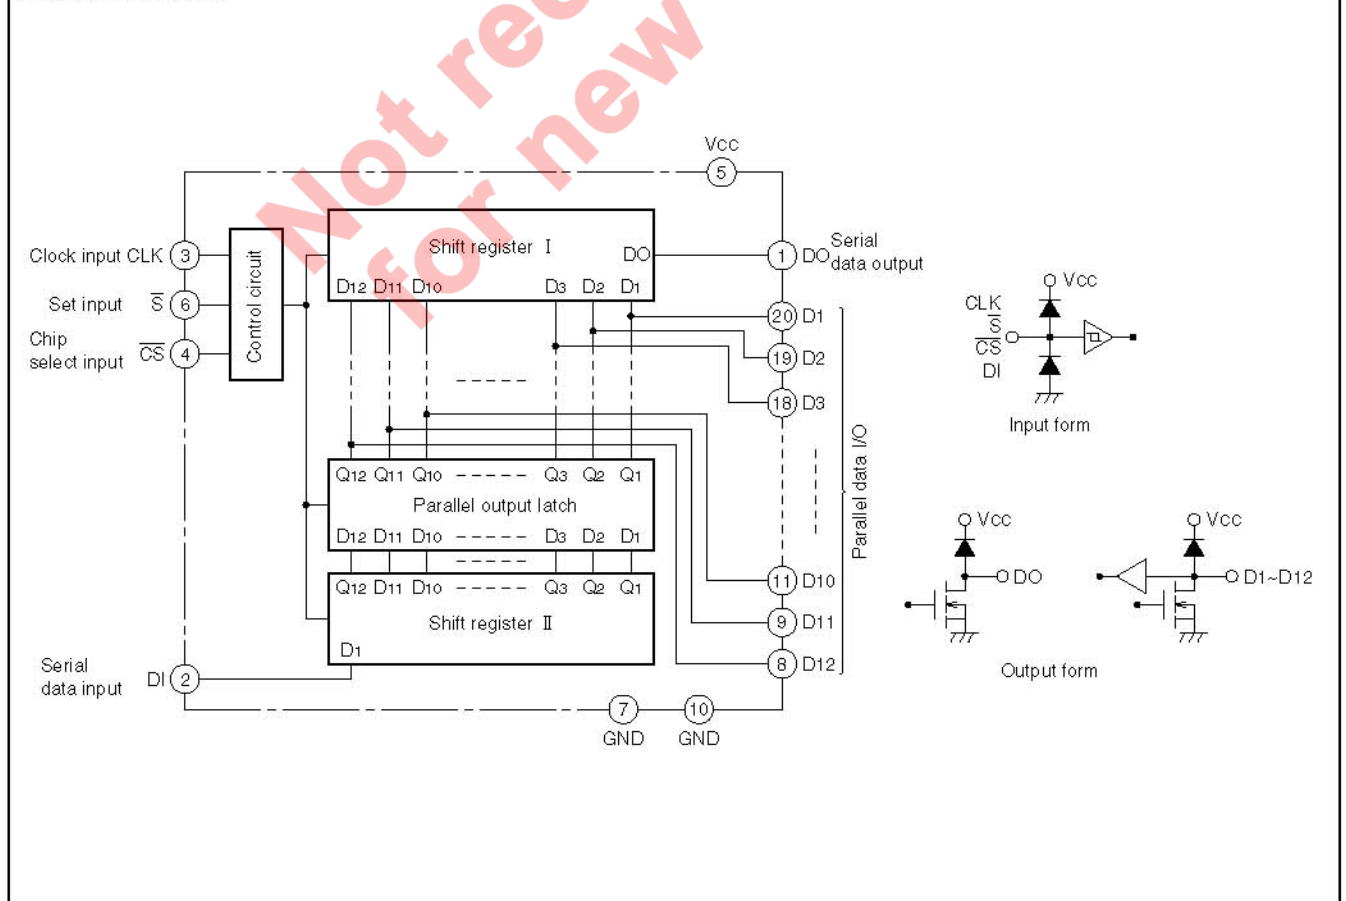 Not rec
for new
Vcc
5
Clock input CLK 3
Set input S̅ 6
Chip
select input C̅S̅ 4
Control circuit
Shift register Ⅰ
DO
D12 D11 D10 D3 D2 D1
1 DO Serial
data output
20 D1
19 D2
18 D3
Parallel data I/O
Q12 Q11 Q10 ----- Q3 Q2 Q1
Parallel output latch
D12 D11 D10 ----- D3 D2 D1
Q12 D11 D10 ----- Q3 Q2 Q1
Shift register Ⅱ
D1
11 D10
9 D11
8 D12
Serial
data input DI 2
7
GND
10
GND
Vcc
CLK
S̅
C̅S̅
DI
Input form
Vcc
DO
Vcc
D1~D12
Output form